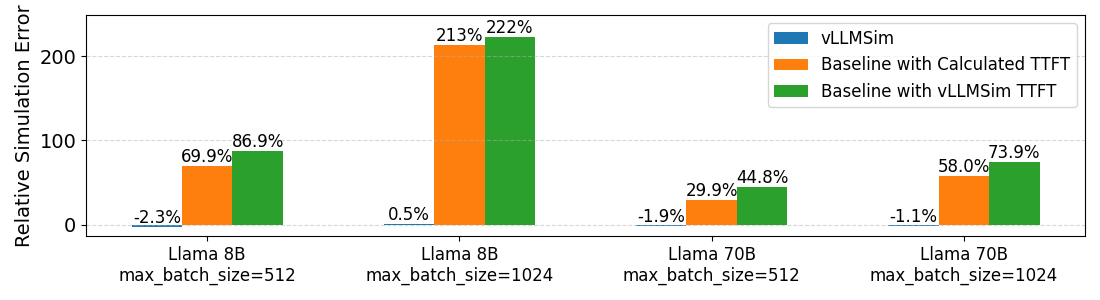 Relative Simulation Error
200
100
0
-2.3%
69.9%
86.9%
0.5%
213%
222%
-1.9%
29.9%
44.8%
-1.1%
58.0%
73.9%
vLLMSim
Baseline with Calculated TTFT
Baseline with vLLMSim TTFT
Llama 8B
max_batch_size=512
Llama 8B
max_batch_size=1024
Llama 70B
max_batch_size=512
Llama 70B
max_batch_size=1024